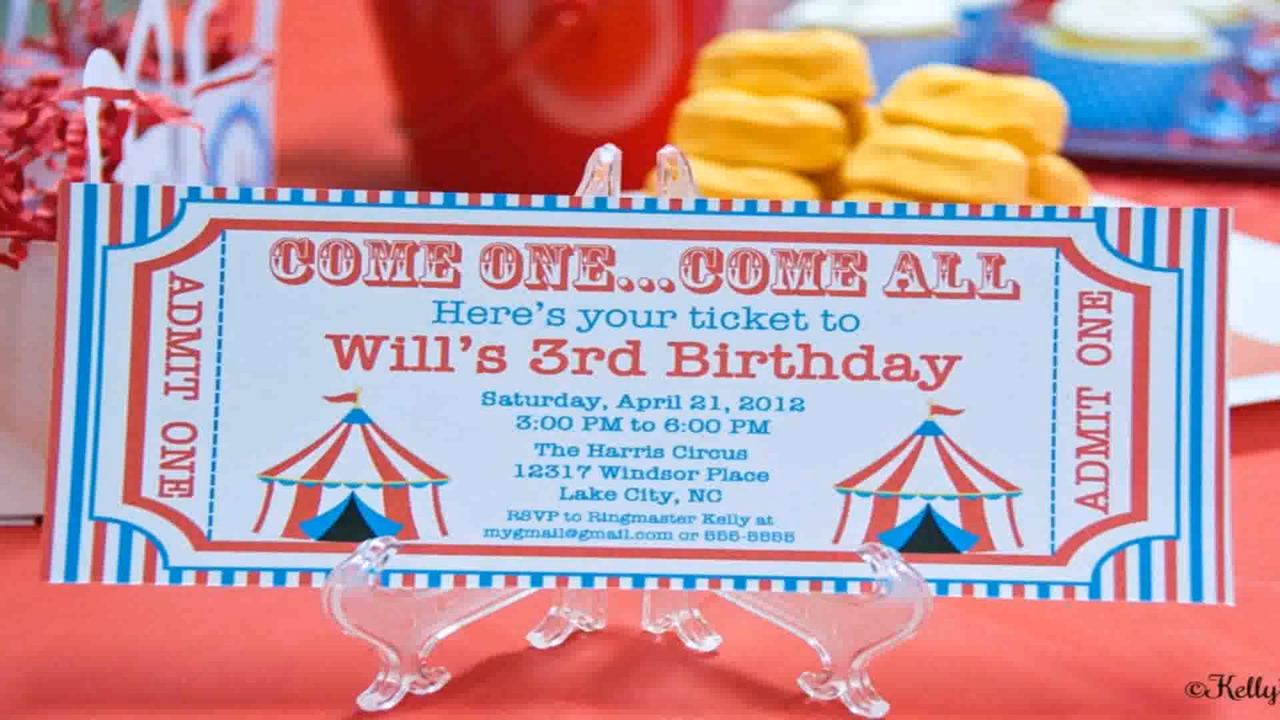 COME ONE...COME ALL
Here's your ticket to
Will's 3rd Birthday
Saturday, April 21, 2012
3:00 PM to 6:00 PM
The Harris Circus
12317 Windsor Place
Lake City, NC
RSVP to Ringmaster Kelly at
mygmail@gmail.com or 555-5555
ADMIT ONE
ADMIT ONE
©Kelly